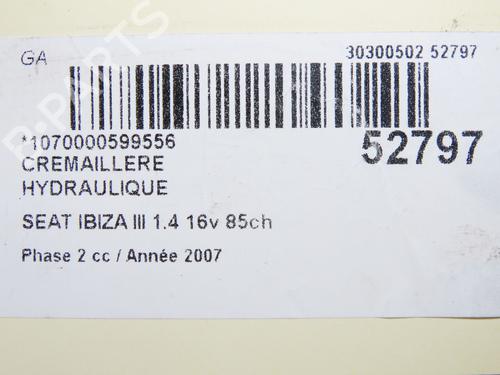 GA
30300502 52797
*1070000599556
52797
CREMAILLERE
HYDRAULIQUE
SEAT IBIZA III 1.4 16v 85ch
Phase 2 cc / Année 2007
B-PARTS